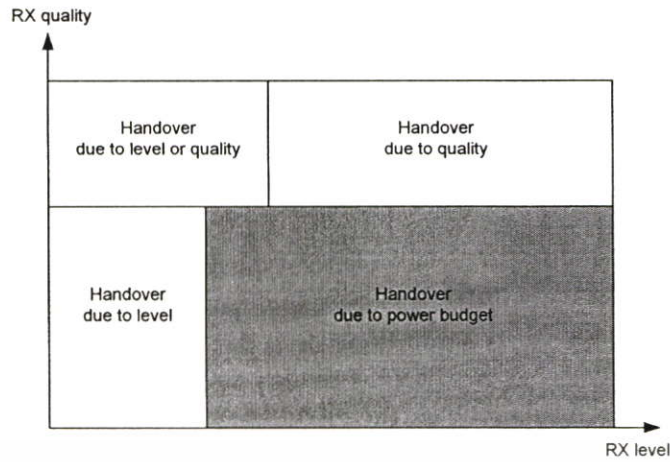 RX quality
Handover
due to level or quality
Handover
due to quality
Handover
due to level
Handover
due to power budget
RX level